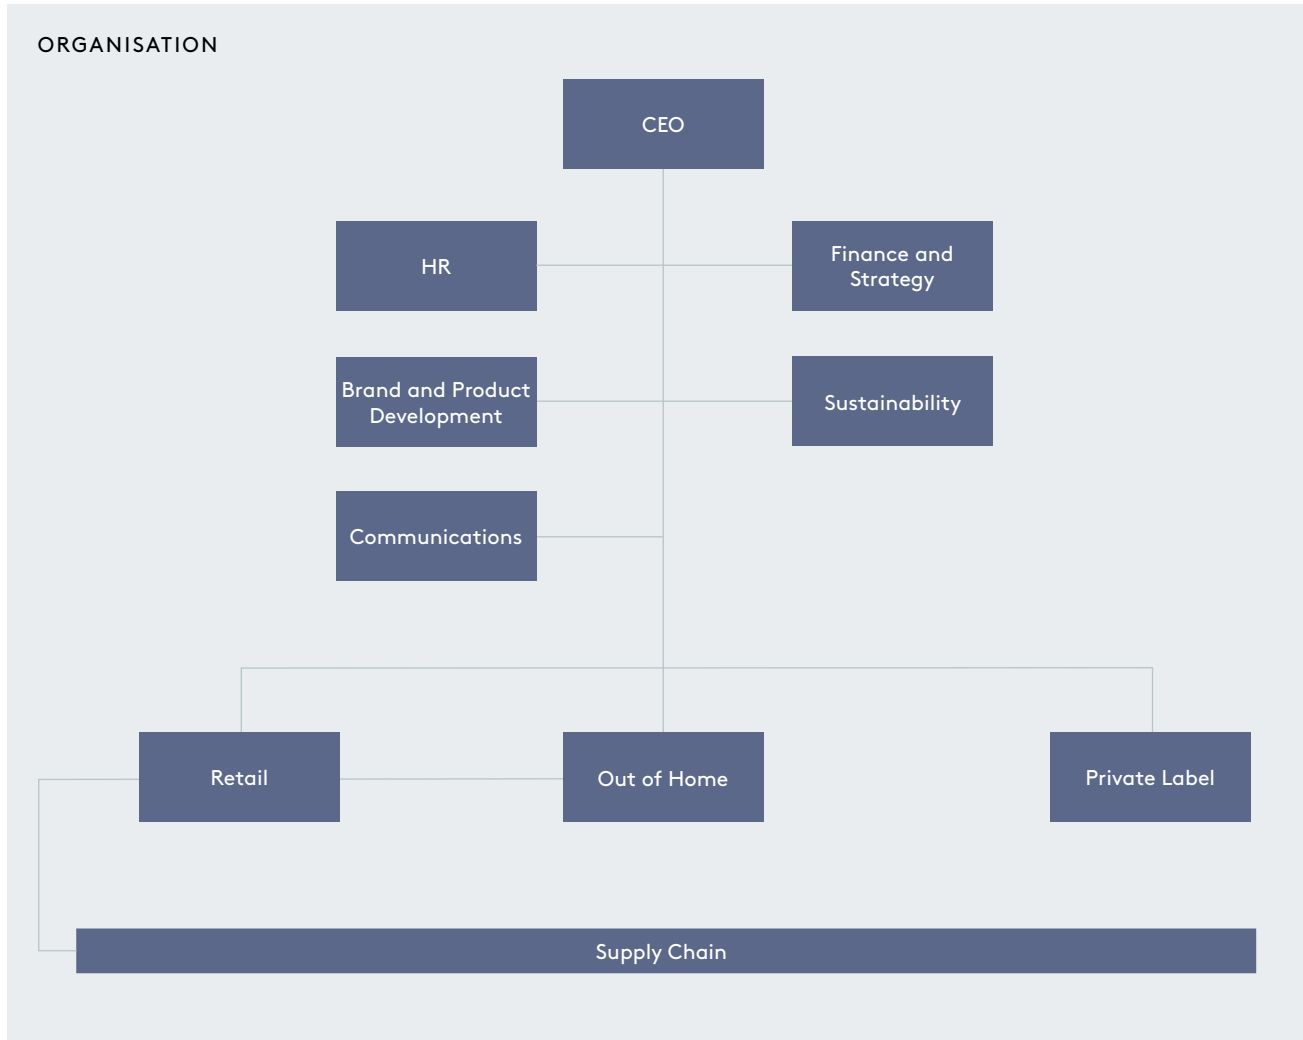 ORGANISATION
CEO
HR
Finance and
Strategy
Brand and Product
Development
Sustainability
Communications
Retail
Out of Home
Private Label
Supply Chain